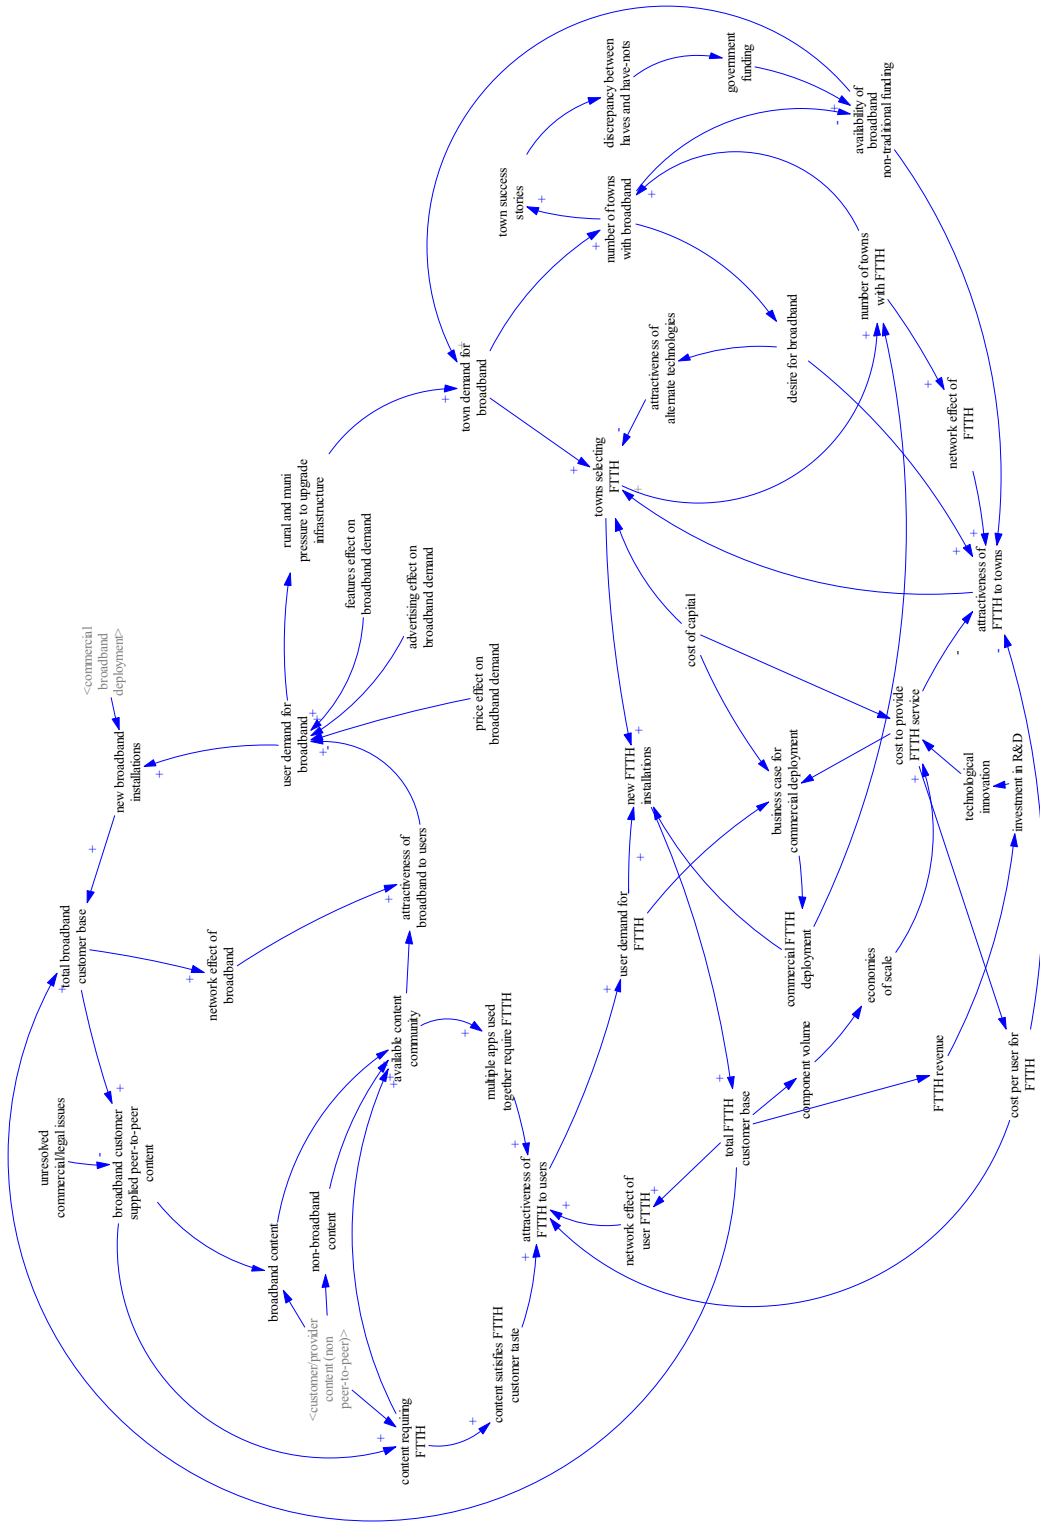 <commercial
broadband
deployment>
new broadband
installations
total broadband
customer base
network effect of
broadband
unresolved
commercial/legal issues
broadband customer
supplied peer-to-peer
content
user demand for
broadband
rural and muni
pressure to upgrade
infrastructure
features effect on
broadband demand
advertising effect on
broadband demand
price effect on
broadband demand
attractiveness of
broadband to users
available content
community
broadband content
non-broadband
content
<customer/provider
content (non
peer-to-peer)>
content requiring
FTTH
content satisfies FTTH
customer taste
multiple apps used
together require FTTH
attractiveness of
FTTH to users
network effect of
user FTTH
user demand for
FTTH
new FTTH
installations
total FTTH
customer base
component volume
economies
of scale
FTTH revenue
cost per user for
FTTH
commercial FTTH
deployment
business case for
commercial deployment
cost of capital
cost to provide
FTTH service
technological
innovation
investment in R&D
towns selecting
FTTH
attractiveness of
alternate technologies
desire for broadband
town demand for
broadband
town success
stories
number of towns
with broadband
discrepancy between
haves and have-nots
government
funding
availability of
broadband
non-traditional funding
number of towns
with FTTH
network effect of
FTTH
attractiveness of
FTTH to towns